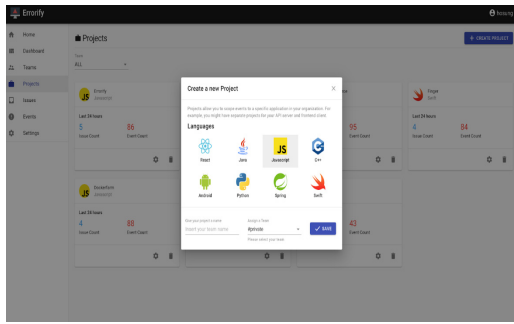 Errorify
hosung
Home
Dashboard
Teams
Projects
Issues
Events
Settings
Projects
+ CREATE PROJECT
Team
ALL
Errorify
Javascript
Last 24 hours
5
Issue Count
86
Event Count
95
Event Count
Swift
Last 24 hours
4
Issue Count
84
Event Count
Javascript
Last 24 hours
4
Issue Count
88
Event Count
43
Event Count
Create a new Project
Projects allow you to scope events to a specific application in your organization. For
example, you might have separate projects for your API server and frontend client.
Languages
React
Java
JS
Javascript
C++
Android
Python
Spring
Swift
Give your project a name
Insert your team name
Assign a Team
#private
Please select your team
SAVE